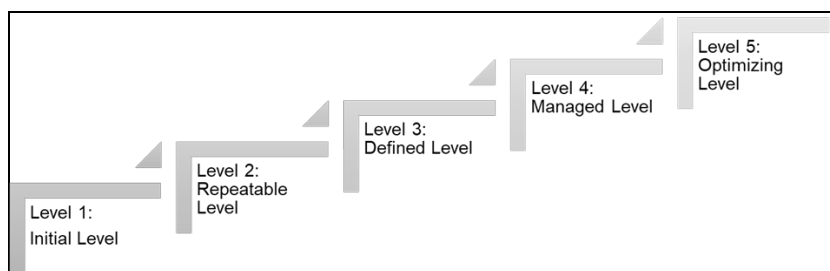 Level 1:
Initial Level
Level 2:
Repeatable
Level
Level 3:
Defined Level
Level 4:
Managed Level
Level 5:
Optimizing
Level